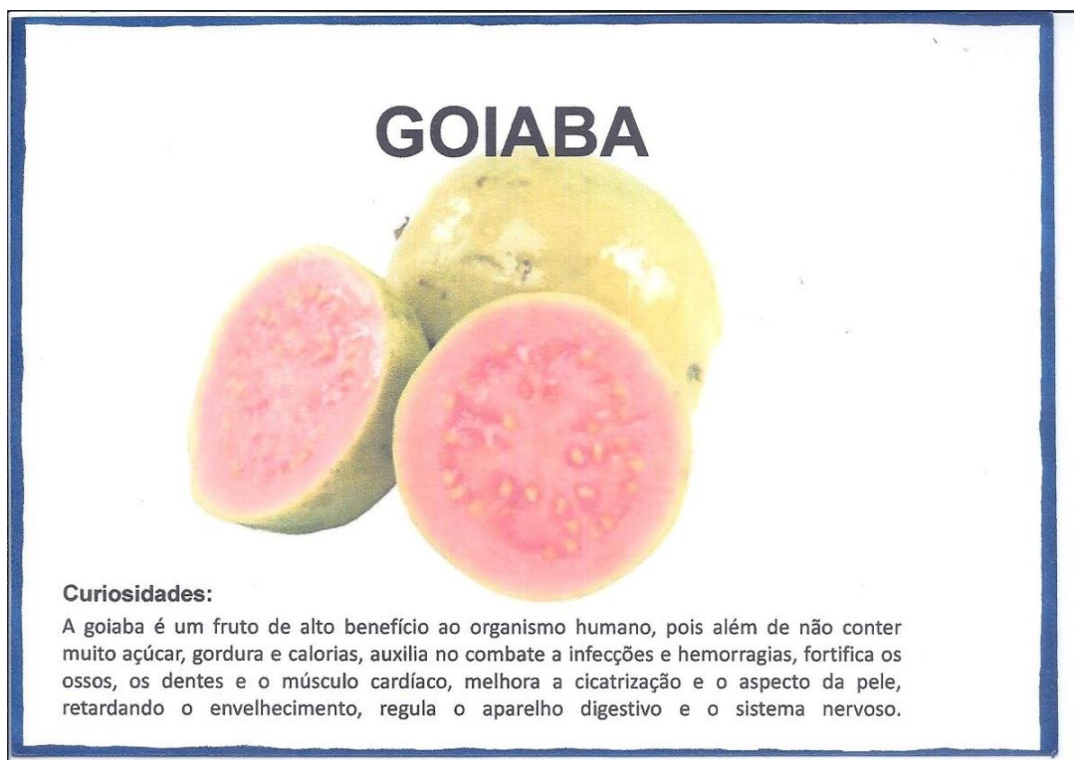 GOIABA
Curiosidades:
A goiaba é um fruto de alto benefício ao organismo humano, pois além de não conter
muito açúcar, gordura e calorias, auxilia no combate a infecções e hemorragias, fortifica os
ossos, os dentes e o músculo cardíaco, melhora a cicatrização e o aspecto da pele,
retardando o envelhecimento, regula o aparelho digestivo e o sistema nervoso.